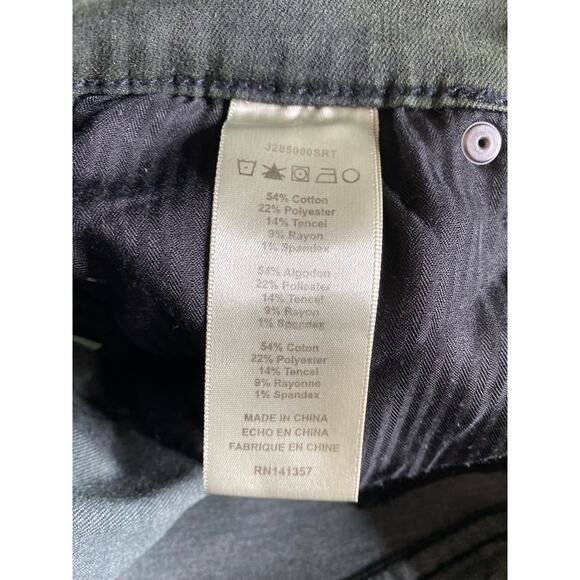 J285000SRT
54% Cotton
22% Polyester
14% Tencel
9% Rayon
1% Spandex
54% Algodon
22% Poliester
14% Tencel
9% Rayon
1% Spandex
54% Coton
22% Polyester
14% Tencel
9% Rayonne
1% Spandex
MADE IN CHINA
ECHO EN CHINA
FABRIQUE EN CHINE
RN141357